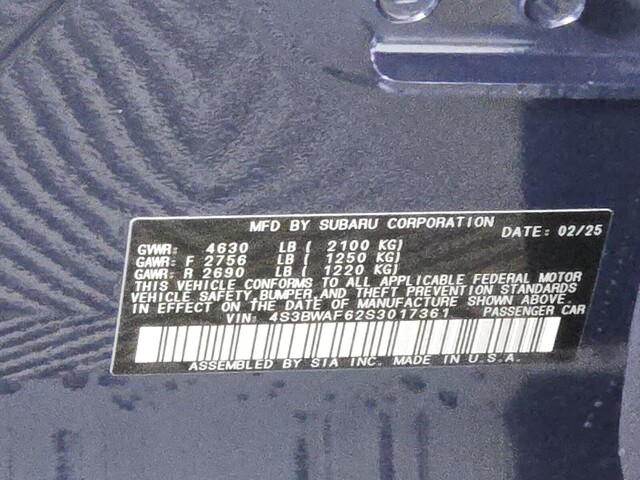 MFD BY SUBARU CORPORATION
DATE: 02/25
GVWR: 4630 LB ( 2100 KG)
GAWR: F 2756 LB ( 1250 KG)
GAWR: R 2690 LB ( 1220 KG)
THIS VEHICLE CONFORMS TO ALL APPLICABLE FEDERAL MOTOR
VEHICLE SAFETY, BUMPER, AND THEFT PREVENTION STANDARDS
IN EFFECT ON THE DATE OF MANUFACTURE SHOWN ABOVE.
VIN: 4S3BWAF62S3017361 PASSENGER CAR
ASSEMBLED BY SIA INC. MADE IN U.S.A.